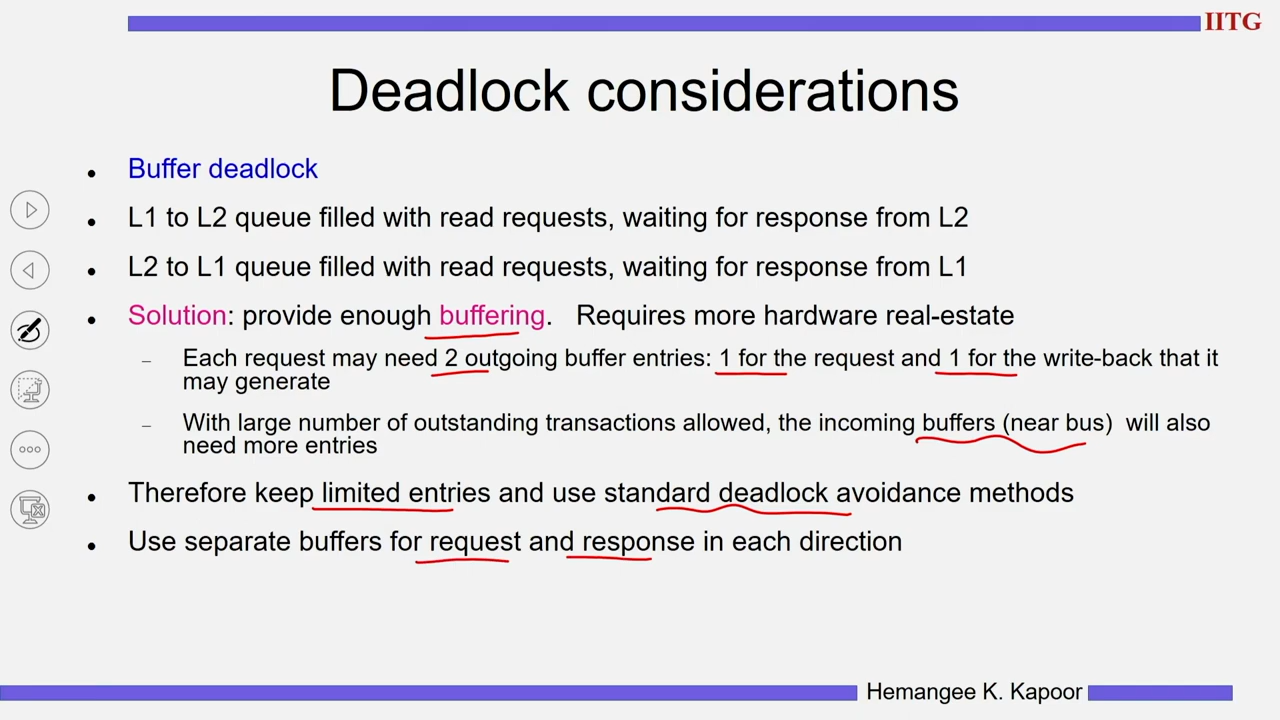 IITG
Deadlock considerations
• Buffer deadlock
• L1 to L2 queue filled with read requests, waiting for response from L2
• L2 to L1 queue filled with read requests, waiting for response from L1
• Solution: provide enough buffering. Requires more hardware real-estate
– Each request may need 2 outgoing buffer entries: 1 for the request and 1 for the write-back that it
may generate
– With large number of outstanding transactions allowed, the incoming buffers (near bus) will also
need more entries
• Therefore keep limited entries and use standard deadlock avoidance methods
• Use separate buffers for request and response in each direction
Hemangee K. Kapoor